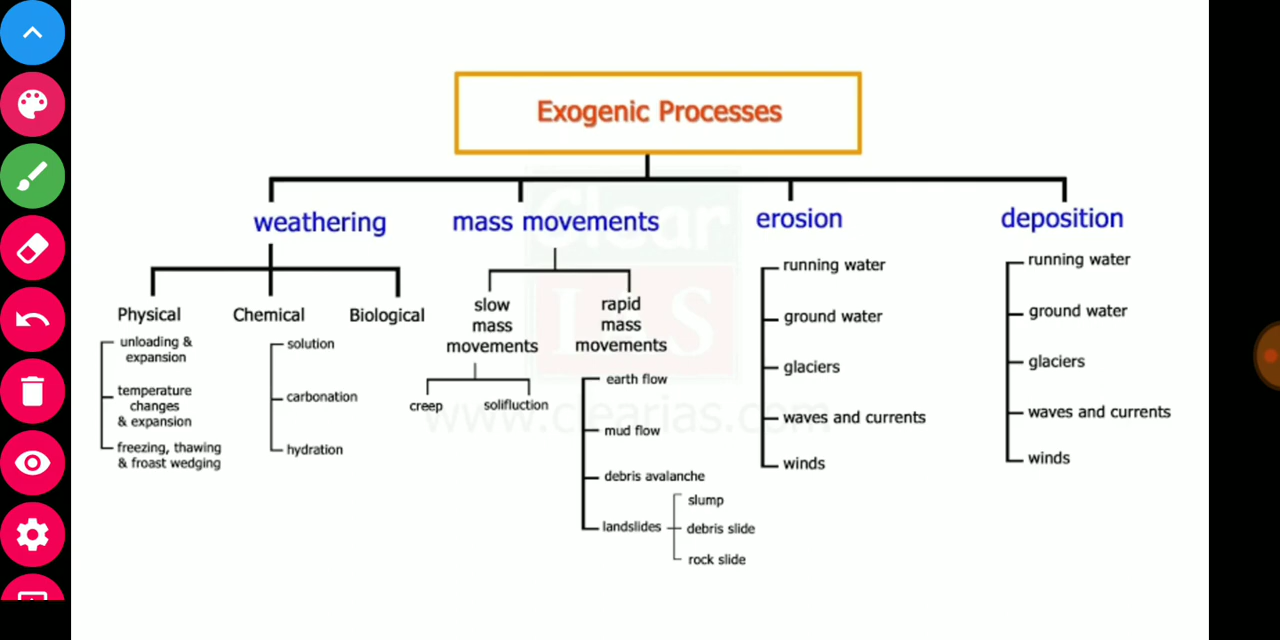 Exogenic Processes
weathering
mass movements
erosion
deposition
Physical
unloading &
expansion
temperature
changes
& expansion
freezing, thawing
& froast wedging
Chemical
solution
carbonation
hydration
Biological
slow
mass
movements
creep
solifluction
rapid
mass
movements
earth flow
mud flow
debris avalanche
landslides
slump
debris slide
rock slide
running water
ground water
glaciers
waves and currents
winds
running water
ground water
glaciers
waves and currents
winds
Clear
IAS
www.clearias.com